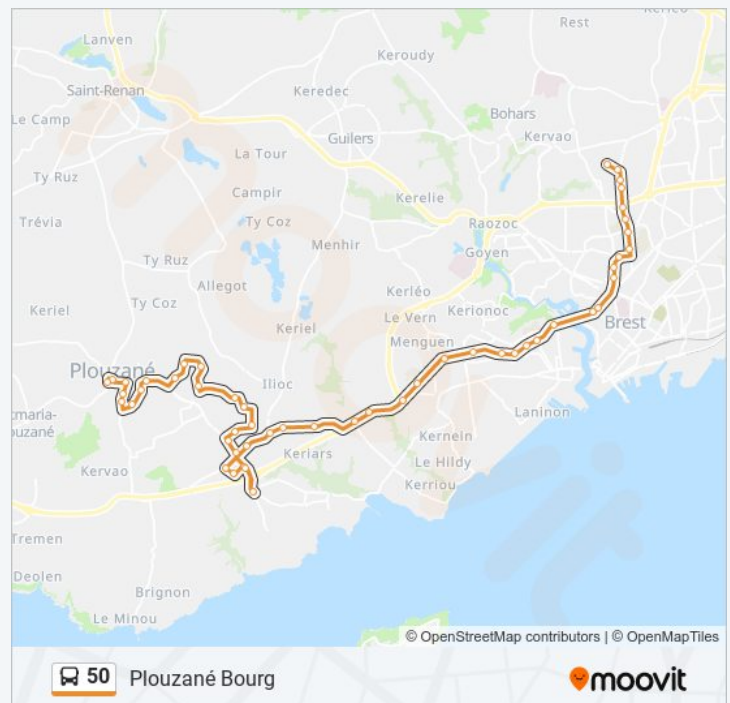 Rest
Lanven
Keroudy
Saint-Renan
Keredec
Bohars
Le Camp
Guilers
Kervao
La Tour
Ty Ruz
Campir
Kerelie
Trévia
Ty Coz
Raozoc
Menhir
Goyen
Ty Ruz
Allegot
Kerléo
Ty Coz
Kerionoc
Keriel
Keriel
Le Vern
Brest
Menguen
Plouzané
Ilioc
Laninon
ouzané
Kerneln
Keriars
Le Hildy
Kervao
Kerriou
Tremen
Deolen
Brignon
Le Minou
© OpenStreetMap contributors | © OpenMapTiles
50 Plouzané Bourg
moovit